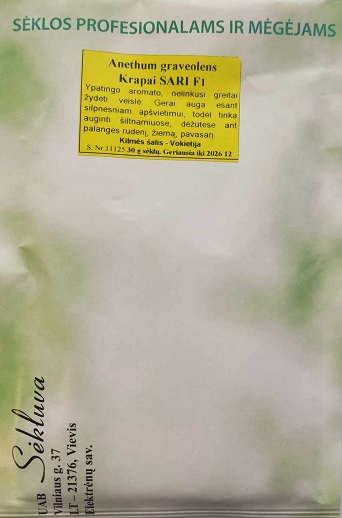 SĖKLOS PROFESIONALAMS IR MĖGĖJAMS
Anethum graveolens
Krapai SARI F1
Ypatingo aromato, nelinkusi greitai
žydėti veislė. Gerai auga esant
silpnesniam apšvietimui, todėl tinka
auginti šiltnamiuose, dėžutėse ant
palangės rudenį, žiemą, pavasarį
Kilmės šalis - Vokietija
S. Nr 11125 30 g sėklų. Geriausia iki 2026 12
UAB Sėkluva
Vilniaus g. 37
LT – 21376, Vievis
Elektrėnų sav.